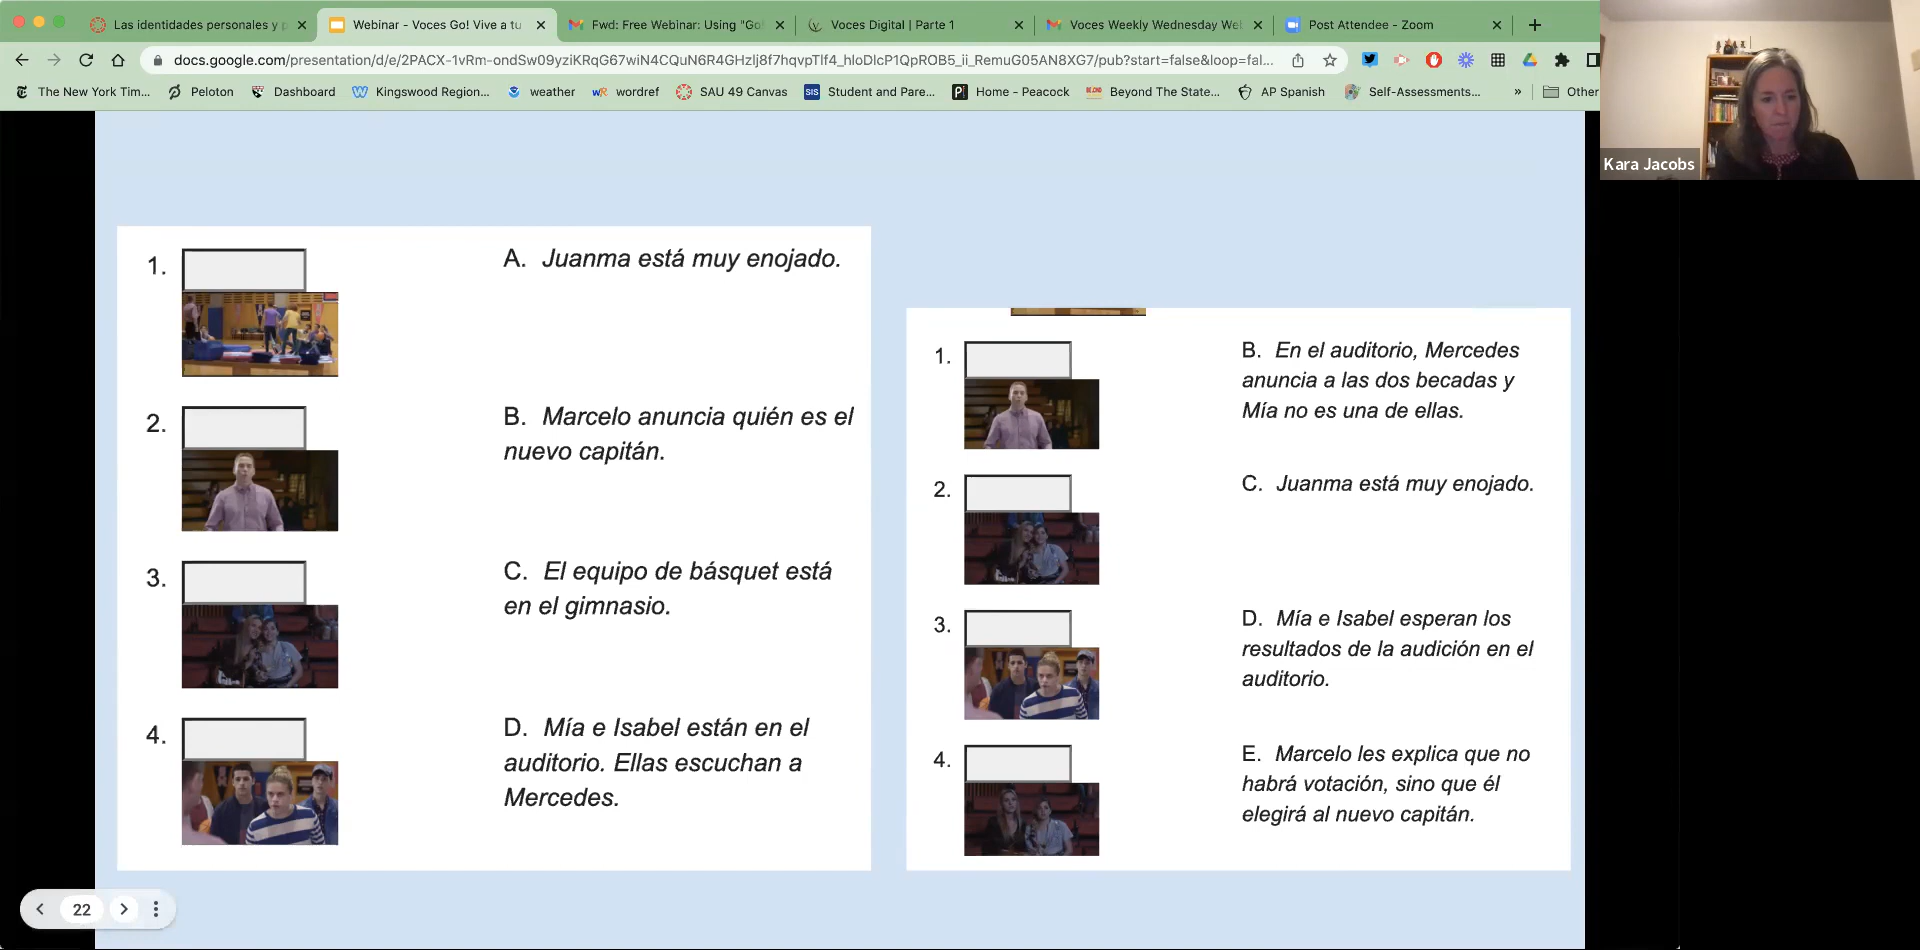 Las identidades personales y p
Webinar - Voces Go! Vive a tu
Fwd: Free Webinar: Using "Go!
Voces Digital | Parte 1
Voces Weekly Wednesday Web
Post Attendee - Zoom
docs.google.com/presentation/d/e/2PACX-1vRm-ondSw09yziKRqG67wiN4CQuN6R4GHzlj8f7hqvpTlf4_hloDlcP1QpROB5_ii_RemuG05AN8XG7/pub?start=false&loop=fal...
The New York Tim...
Peloton
Dashboard
Kingswood Region...
weather
wordref
SAU 49 Canvas
Student and Pare...
Home - Peacock
Beyond The State...
AP Spanish
Self-Assessments...
»
Other
Kara Jacobs
1.
A. Juanma está muy enojado.
2.
B. Marcelo anuncia quién es el
nuevo capitán.
3.
C. El equipo de básquet está
en el gimnasio.
4.
D. Mía e Isabel están en el
auditorio. Ellas escuchan a
Mercedes.
1.
B. En el auditorio, Mercedes
anuncia a las dos becadas y
Mía no es una de ellas.
2.
C. Juanma está muy enojado.
3.
D. Mía e Isabel esperan los
resultados de la audición en el
auditorio.
4.
E. Marcelo les explica que no
habrá votación, sino que él
elegirá al nuevo capitán.
22